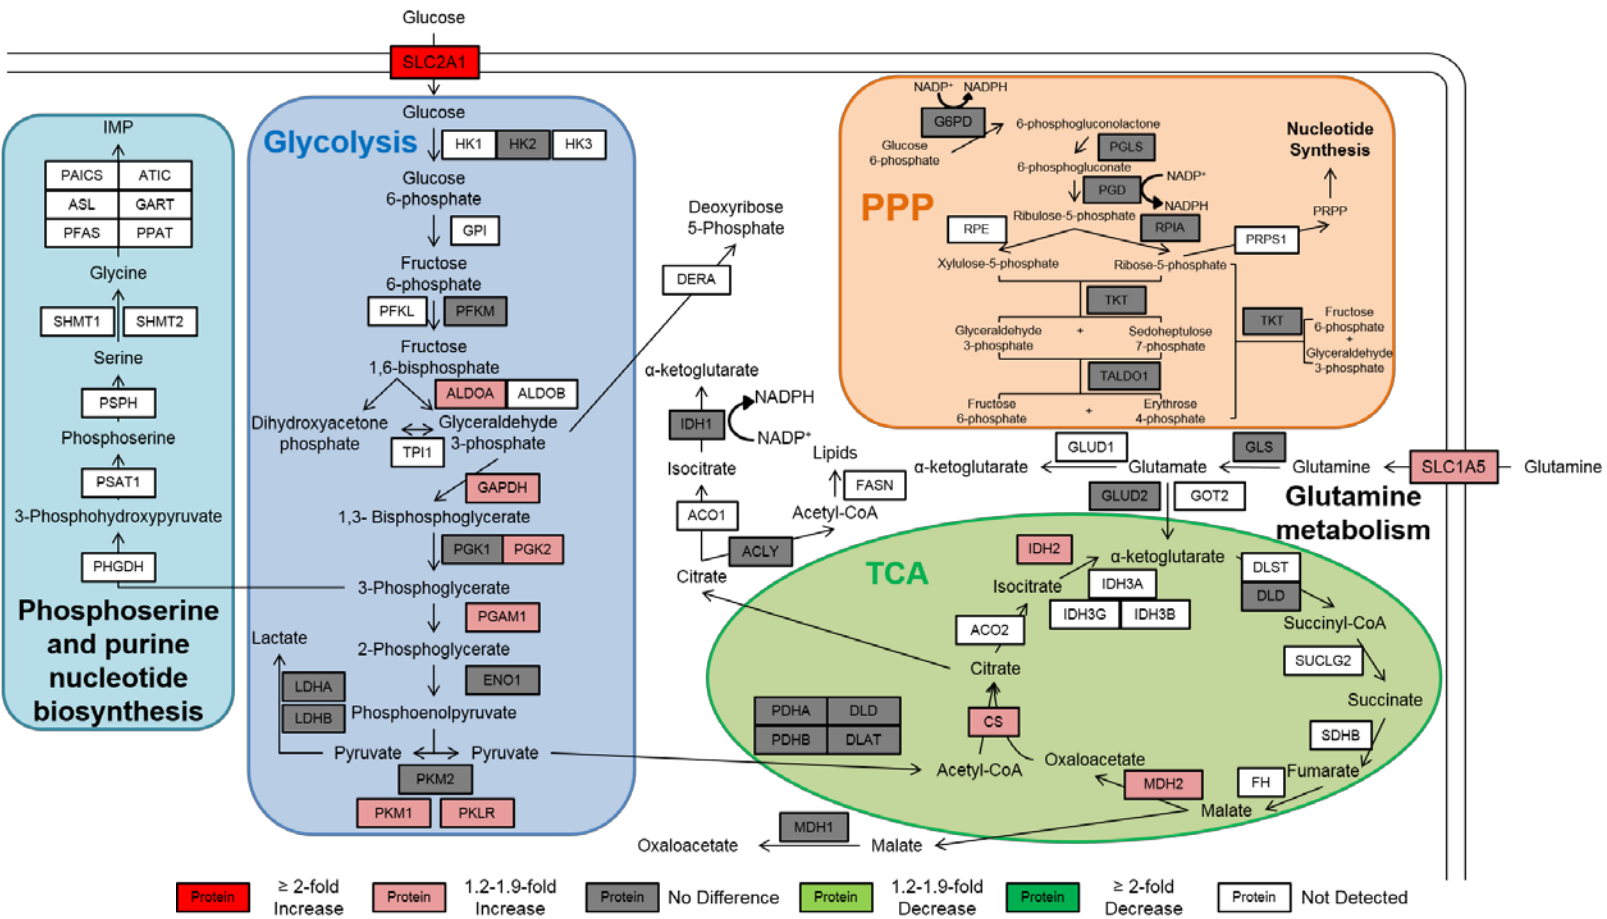 Glucose
SLC2A1
IMP
PAICS
ATIC
ASL
GART
PFAS
PPAT
Glycine
SHMT1
SHMT2
Serine
PSPH
Phosphoserine
PSAT1
3-Phosphohydroxypyruvate
PHGDH
Phosphoserine
and purine
nucleotide
biosynthesis
Glycolysis
Glucose
HK1
HK2
HK3
Glucose
6-phosphate
GPI
Fructose
6-phosphate
PFKL
PFKM
Fructose
1,6-bisphosphate
ALDOA
ALDOB
Dihydroxyacetone
phosphate
Glyceraldehyde
3-phosphate
TPI1
GAPDH
1,3- Bisphosphoglycerate
PGK1
PGK2
3-Phosphoglycerate
PGAM1
2-Phosphoglycerate
ENO1
Lactate
LDHA
LDHB
Phosphoenolpyruvate
Pyruvate
Pyruvate
PKM2
PKM1
PKLR
Deoxyribose
5-Phosphate
DERA
α-ketoglutarate
IDH1
NADPH
NADP⁺
Isocitrate
ACO1
Lipids
FASN
Acetyl-CoA
ACLY
Citrate
PPP
NADP⁺
NADPH
G6PD
Glucose
6-phosphate
6-phosphogluconolactone
PGLS
6-phosphogluconate
PGD
NADP⁺
NADPH
Ribulose-5-phosphate
RPE
RPIA
PRPS1
PRPP
Nucleotide
Synthesis
Xylulose-5-phosphate
Ribose-5-phosphate
TKT
Glyceraldehyde
3-phosphate
+
Sedoheptulose
7-phosphate
TALDO1
Fructose
6-phosphate
+
Erythrose
4-phosphate
TKT
Fructose
6-phosphate
+
Glyceraldehyde
3-phosphate
α-ketoglutarate
GLUD1
Glutamate
GLS
Glutamine
SLC1A5
Glutamine
GLUD2
GOT2
Glutamine
metabolism
TCA
IDH2
α-ketoglutarate
Isocitrate
IDH3A
IDH3G
IDH3B
DLST
DLD
Succinyl-CoA
ACO2
Citrate
SUCLG2
Succinate
CS
PDHA
DLD
PDHB
DLAT
SDHB
Acetyl-CoA
Oxaloacetate
MDH2
FH
Fumarate
Malate
MDH1
Oxaloacetate
Malate
Protein
≥ 2-fold
Increase
Protein
1.2-1.9-fold
Increase
Protein
No Difference
Protein
1.2-1.9-fold
Decrease
Protein
≥ 2-fold
Decrease
Protein
Not Detected